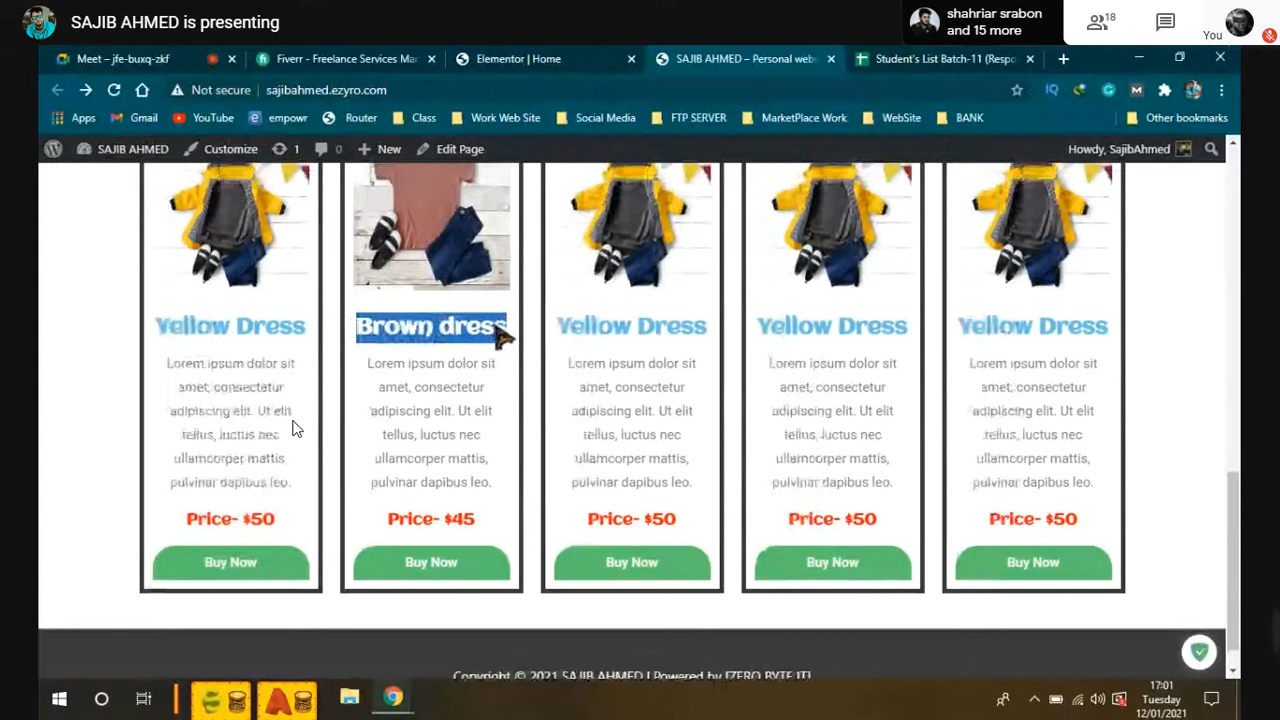 SAJIB AHMED is presenting
shahriar srabon
and 15 more
18
You
Meet – jfe-buxq-zkf
Fiverr - Freelance Services Mar
Elementor | Home
SAJIB AHMED – Personal web
Student's List Batch-11 (Respo
Not secure
sajibahmed.ezyro.com
IQ
M
Apps
Gmail
YouTube
empowr
Router
Class
Work Web Site
Social Media
FTP SERVER
MarketPlace Work
WebSite
BANK
Other bookmarks
SAJIB AHMED
Customize
1
0
New
Edit Page
Howdy, SajibAhmed
Yellow Dress
Lorem ipsum dolor sit
amet, consectetur
adipiscing elit. Ut elit
tellus, luctus nec
ullamcorper mattis
pulvinar dapibus leo.
Price- $50
Buy Now
Brown dress
Lorem ipsum dolor sit
amet, consectetur
adipiscing elit. Ut elit
tellus, luctus nec
ullamcorper mattis,
pulvinar dapibus leo.
Price- $45
Buy Now
Yellow Dress
Lorem ipsum dolor sit
amet, consectetur
adipiscing elit. Ut elit
tellus, luctus nec
ullamcorper mattis,
pulvinar dapibus leo.
Price- $50
Buy Now
Yellow Dress
Lorem ipsum dolor sit
amet, consectetur
adipiscing elit. Ut elit
tellus, luctus nec
ullamcorper mattis,
pulvinar dapibus leo.
Price- $50
Buy Now
Yellow Dress
Lorem ipsum dolor sit
amet, consectetur
adipiscing elit. Ut elit
tellus, luctus nec
ullamcorper mattis,
pulvinar dapibus leo.
Price- $50
Buy Now
Copyright © 2021 SAJIB AHMED | Powered by [ZERO BYTE IT]
17:01
Tuesday
12/01/2021